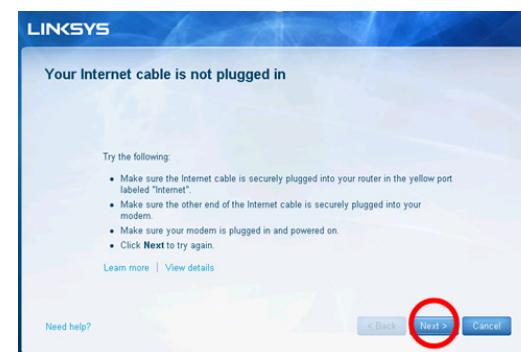 LINKSYS
Your Internet cable is not plugged in
Try the following:
• Make sure the Internet cable is securely plugged into your router in the yellow port
labeled "Internet".
• Make sure the other end of the Internet cable is securely plugged into your
modem.
• Make sure your modem is plugged in and powered on.
• Click Next to try again.
Learn more | View details
Need help? < Back Next > Cancel